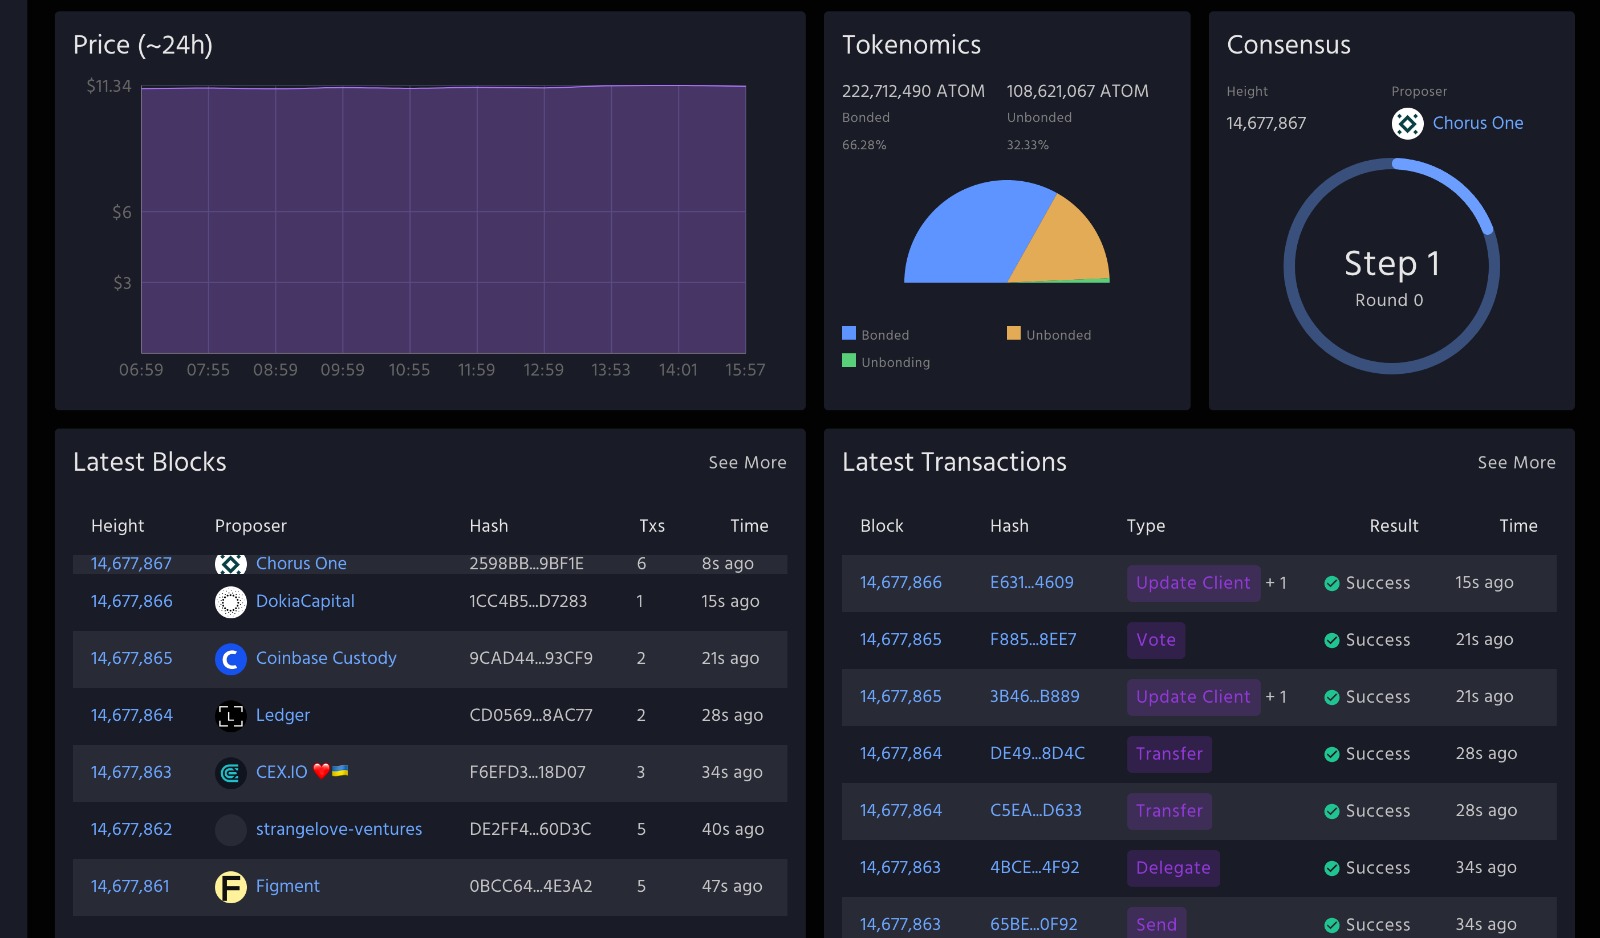 Price (~24h)
$11.34
$6
$3
06:59 07:55 08:59 09:59 10:55 11:59 12:59 13:53 14:01 15:57
Tokenomics
222,712,490 ATOM 108,621,067 ATOM
Bonded Unbonded
66.28% 32.33%
Bonded Unbonded
Unbonding
Consensus
Height Proposer
14,677,867 Chorus One
Step 1
Round 0
Latest Blocks See More
Height Proposer Hash Txs Time
14,677,867 Chorus One 2598BB...9BF1E 6 8s ago
14,677,866 DokiaCapital 1CC4B5...D7283 1 15s ago
14,677,865 Coinbase Custody 9CAD44...93CF9 2 21s ago
14,677,864 L Ledger CD0569...8AC77 2 28s ago
14,677,863 CEX.IO ❤️🇺🇦 F6EFD3...18D07 3 34s ago
14,677,862 strangelove-ventures DE2FF4...60D3C 5 40s ago
14,677,861 F Figment 0BCC64...4E3A2 5 47s ago
Latest Transactions See More
Block Hash Type Result Time
14,677,866 E631...4609 Update Client + 1 Success 15s ago
14,677,865 F885...8EE7 Vote Success 21s ago
14,677,865 3B46...B889 Update Client + 1 Success 21s ago
14,677,864 DE49...8D4C Transfer Success 28s ago
14,677,864 C5EA...D633 Transfer Success 28s ago
14,677,863 4BCE...4F92 Delegate Success 34s ago
14,677,863 65BE...0F92 Send Success 34s ago